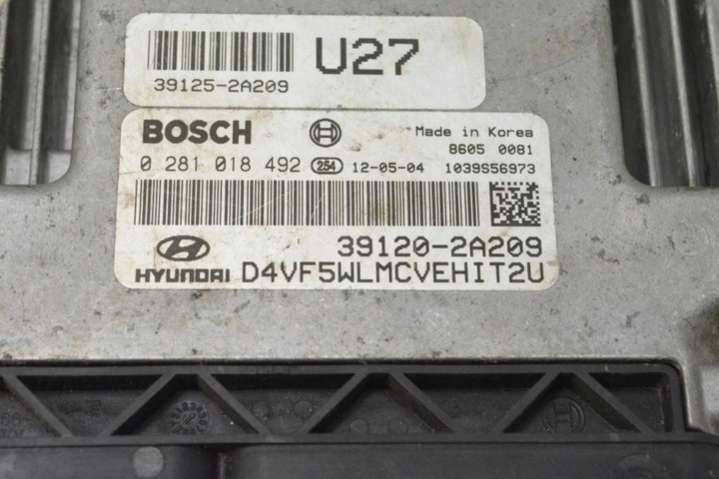 U27
39125-2A209
BOSCH Made in Korea
8605 0081
0 281 018 492 254 12-05-04 1039S56973
39120-2A209
HYUNDAI D4VF5WLMCVEHIT2U